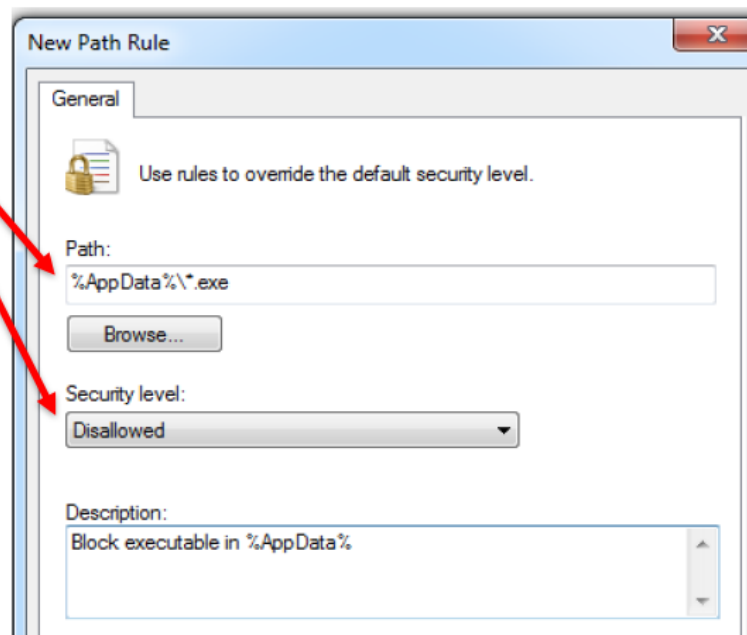 New Path Rule
General
Use rules to override the default security level.
Path:
%AppData%\*.exe
Browse...
Security level:
Disallowed
Description:
Block executable in %AppData%